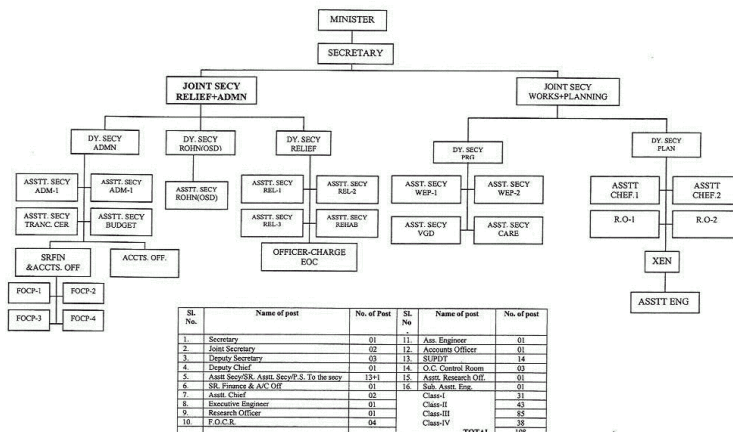 MINISTER
SECRETARY
JOINT SECY
RELIEF+ADMN
JOINT SECY
WORKS+PLANNING
DY. SECY
ADMN
DY. SECY
ROHN(OSD)
DY. SECY
RELIEF
DY. SECY
PRG
DY. SECY
PLAN
ASSTT. SECY
ADM-1
ASSTT. SECY
ADM-1
ASSTT. SECY
ROHN(OSD)
ASST. SECY
REL-1
ASST. SECY
REL-2
ASST. SECY
WEP-1
ASST. SECY
WEP-2
ASSTT
CHEF.1
ASSTT
CHEF.2
ASSTT. SECY
TRANC. CER
ASSTT. SECY
BUDGET
ASST. SECY
REL-3
ASST. SECY
REHAB
ASST. SECY
VGD
ASST. SECY
CARE
R.O-1
R.O-2
SRFIN
&ACCTS. OFF
ACCTS. OFF.
OFFICER-CHARGE
EOC
XEN
FOCP-1
FOCP-2
FOCP-3
FOCP-4
ASSTT ENG
Sl. No. Name of post No. of Post Sl. No . Name of post No. of post
1. Secretary 01 11. Ass. Engineer 01
2. Joint Secretary 02 12. Accounts Officer 01
3. Deputy Secretary 03 13. SUPDT 14
4. Deputy Chief 01 14. O.C. Control Room 03
5. Asstt Secy/SR. Asstt. Secy/P.S. To the secy 13+1 15. Asstt. Research Off. 01
6. SR. Finance & A/C Off 01 16. Sub. Asstt. Eng. 01
7. Asstt. Chief 02 Class-I 31
8. Executive Engineer 01 Class-II 43
9. Research Officer 01 Class-III 85
10. F.O.C.R. 04 Class-IV 38
TOTAL